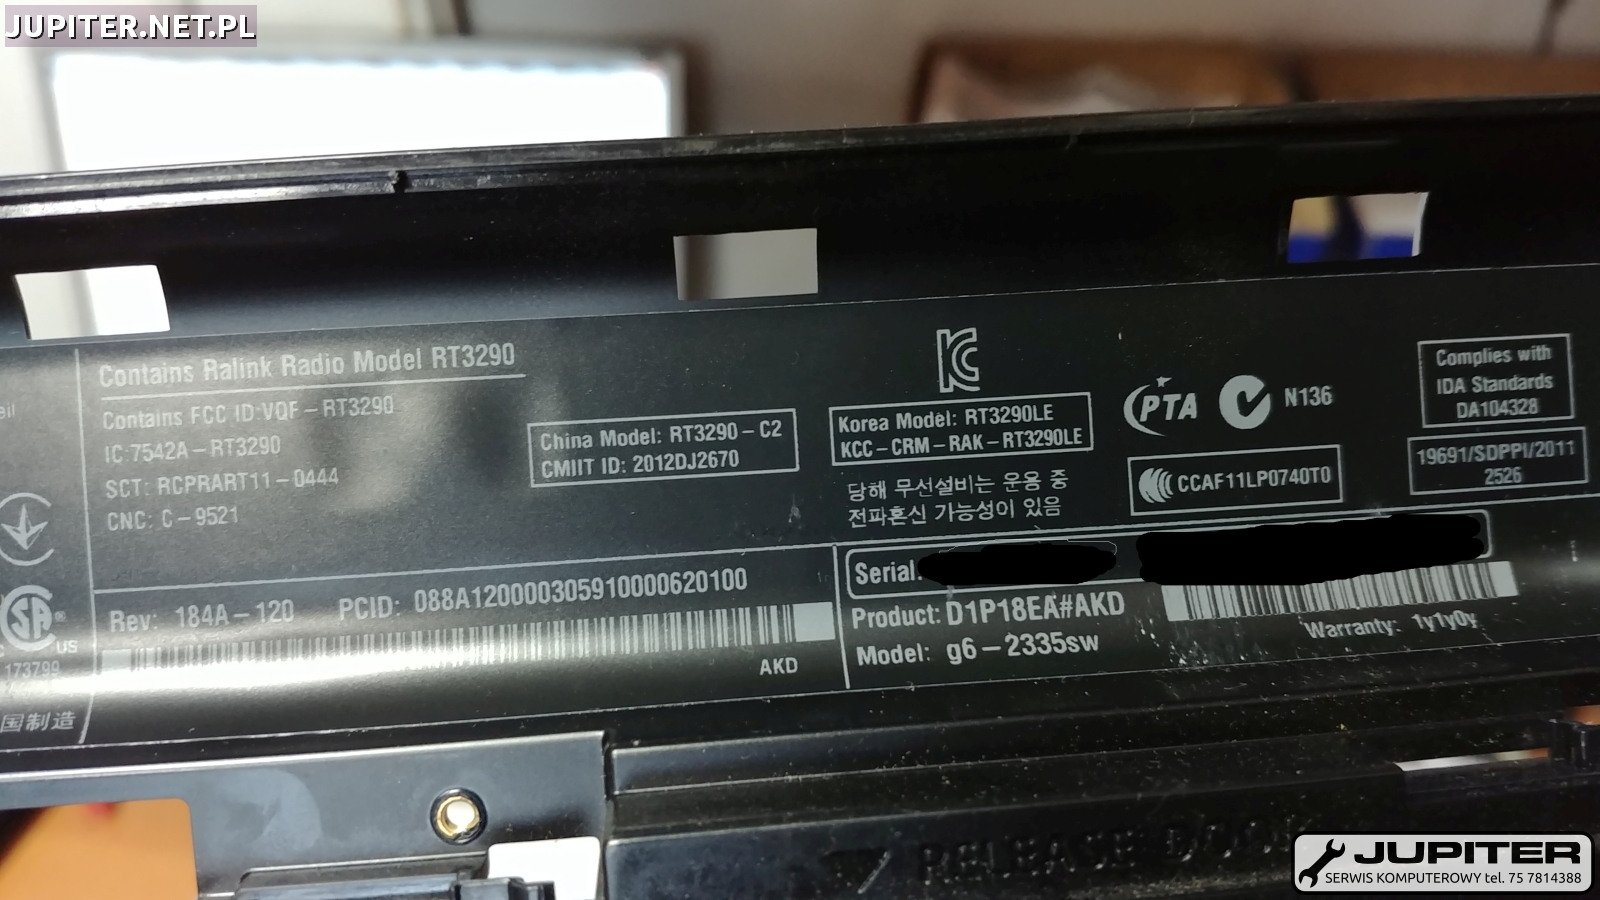 JUPITER.NET.PL
Contains Ralink Radio Model RT3290
Contains FCC ID:VQF-RT3290
IC:7542A-RT3290
SCT: RCPRART11-0444
CNC: C-9521
China Model: RT3290-C2
CMIIT ID: 2012DJ2670
Korea Model: RT3290LE
KCC-CRM-RAK-RT3290LE
당해 무선설비는 운용 중
전파혼신 가능성이 있음
PTA
N136
CCAF11LP0740T0
Complies with
IDA Standards
DA104328
19691/SDPPI/2011
2526
US
173799
国制造
Rev: 184A-120 PCID: 088A120000305910000620100
AKD
Serial:
Product: D1P18EA#AKD
Model: g6-2335sw
Warranty: 1y1y0y
RELEASE
JUPITER
SERWIS KOMPUTEROWY tel. 75 7814388